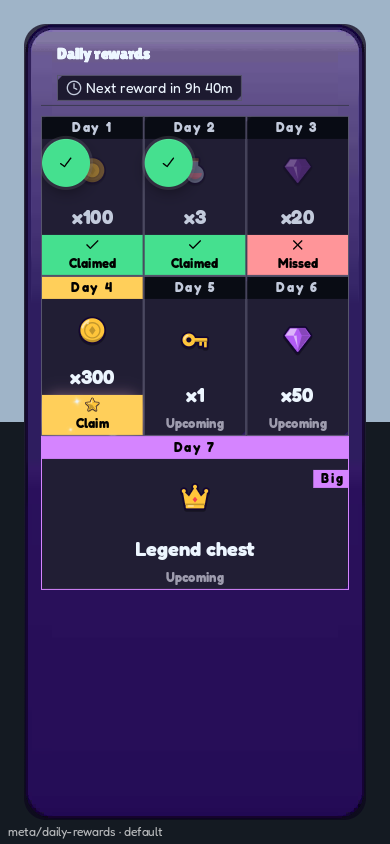 Daily rewards
Next reward in 9h 40m
Day 1
Day 2
Day 3
x100
x3
x20
Claimed
Claimed
Missed
Day 4
Day 5
Day 6
x300
x1
x50
Claim
Upcoming
Upcoming
Day 7
Big
Legend chest
Upcoming
meta/daily-rewards · default